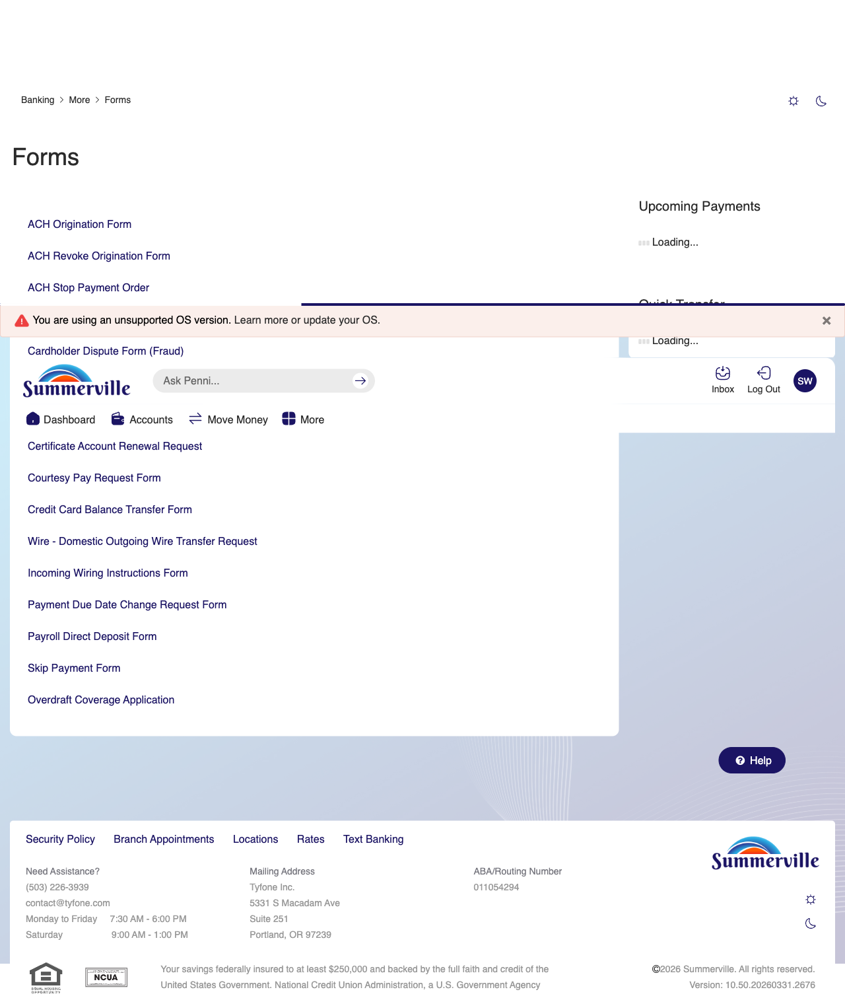 Banking > More > Forms
Forms
Upcoming Payments
Loading...
ACH Origination Form
ACH Revoke Origination Form
ACH Stop Payment Order
Quick Transfer
You are using an unsupported OS version. Learn more or update your OS.
Loading...
Cardholder Dispute Form (Fraud)
Summerville
Ask Penni...
Inbox
Log Out
SW
Dashboard
Accounts
Move Money
More
Certificate Account Renewal Request
Courtesy Pay Request Form
Credit Card Balance Transfer Form
Wire - Domestic Outgoing Wire Transfer Request
Incoming Wiring Instructions Form
Payment Due Date Change Request Form
Payroll Direct Deposit Form
Skip Payment Form
Overdraft Coverage Application
Help
Security Policy
Branch Appointments
Locations
Rates
Text Banking
Summerville
Need Assistance?
(503) 226-3939
contact@tyfone.com
Monday to Friday 7:30 AM - 6:00 PM
Saturday 9:00 AM - 1:00 PM
Mailing Address
Tyfone Inc.
5331 S Macadam Ave
Suite 251
Portland, OR 97239
ABA/Routing Number
011054294
EQUAL HOUSING
OPPORTUNITY
NCUA
Your savings federally insured to at least $250,000 and backed by the full faith and credit of the
United States Government. National Credit Union Administration, a U.S. Government Agency
©2026 Summerville. All rights reserved.
Version: 10.50.20260331.2676